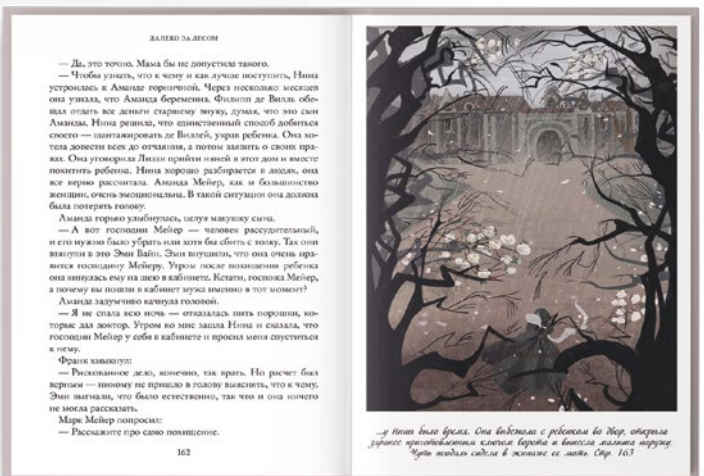 ДАЛЕКО ЗА ЛЕСОМ
— Да, это точно. Мама бы не допустила такого.
— Чтобы узнать, что к чему и как лучше поступить, Нина
устроилась к Аманде горничной. Через несколько месяцев
она узнала, что Аманда беременна. Филипп де Вилль обе-
щал отдать все деньги старшему внуку, думая, что это сын
Аманды. Нина решила, что единственный способ добиться
своего — шантажировать де Виллей, украв ребенка. Она хо-
тела довести всех до отчаяния, а потом заявить о своих пра-
вах. Она уговорила Лиззи прийти няней в этот дом и вместе
похитить ребенка. Нина хорошо разбирается в людях, она
все верно рассчитала. Аманда Мейер, как и большинство
женщин, очень эмоциональна. В такой ситуации она должна
была потерять голову.
Аманда горько улыбнулась, целуя макушку сына.
— А вот господин Мейер — человек рассудительный,
и его нужно было убрать или хотя бы сбить с толку. Так они
втянули в это Эми Вайн. Эми внушили, что она очень нра-
вится господину Мейеру. Утром после похищения ребенка
она кинулась ему на шею в кабинете. Кстати, госпожа Мейер,
а почему вы пошли в кабинет мужа именно в тот момент?
Аманда задумчиво качнула головой.
— Я не спала всю ночь — отказалась пить порошки, ко-
торые дал доктор. Утром ко мне зашла Нина и сказала, что
господин Мейер у себя в кабинете и просил меня спуститься
к нему.
Франк хмыкнул:
— Рискованное дело, конечно, так врать. Но расчет был
верным — никому не пришло в голову выяснить, что к чему.
Эми выгнали, что было естественно, так что и она ничего
не могла рассказать.
Марк Мейер попросил:
— Расскажите про само похищение.
162
...у Нины было время. Она выбежала с ребенком во двор, открыла
заранее приготовленным ключом ворота и вынесла малыша наружу.
Чуть поодаль сидела в экипаже ее мать. Стр. 163